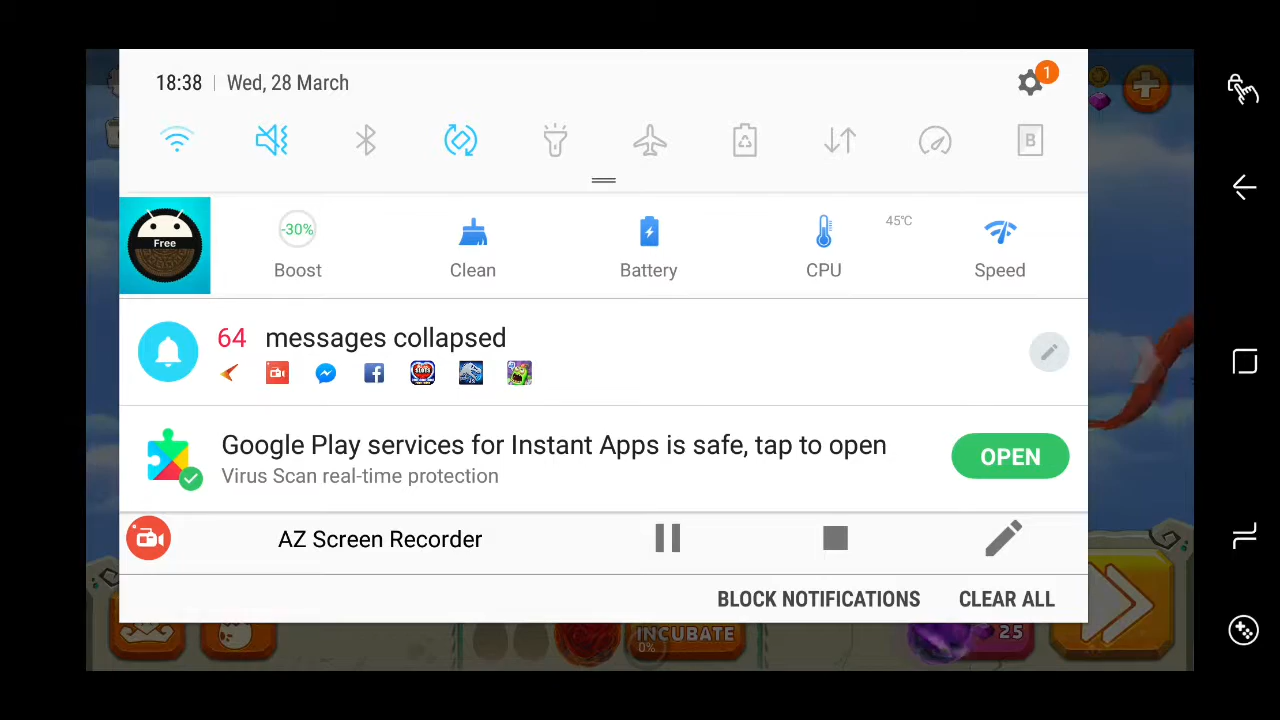 18:38 | Wed, 28 March
1
B
Free
-30%
Boost
Clean
Battery
CPU
45℃
Speed
64 messages collapsed
SLOTS
Google Play services for Instant Apps is safe, tap to open
Virus Scan real-time protection
OPEN
AZ Screen Recorder
BLOCK NOTIFICATIONS
CLEAR ALL
INCUBATE
0%
25